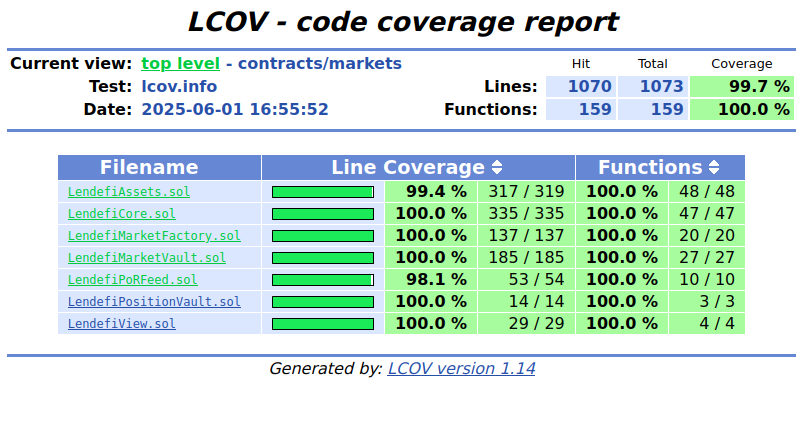 LCOV - code coverage report
Current view: top level - contracts/markets Hit Total Coverage
Test: lcov.info Lines: 1070 1073 99.7 %
Date: 2025-06-01 16:55:52 Functions: 159 159 100.0 %
Filename Line Coverage Functions
LendefiAssets.sol 99.4 % 317 / 319 100.0 % 48 / 48
LendefiCore.sol 100.0 % 335 / 335 100.0 % 47 / 47
LendefiMarketFactory.sol 100.0 % 137 / 137 100.0 % 20 / 20
LendefiMarketVault.sol 100.0 % 185 / 185 100.0 % 27 / 27
LendefiPoRFeed.sol 98.1 % 53 / 54 100.0 % 10 / 10
LendefiPositionVault.sol 100.0 % 14 / 14 100.0 % 3 / 3
LendefiView.sol 100.0 % 29 / 29 100.0 % 4 / 4
Generated by: LCOV version 1.14